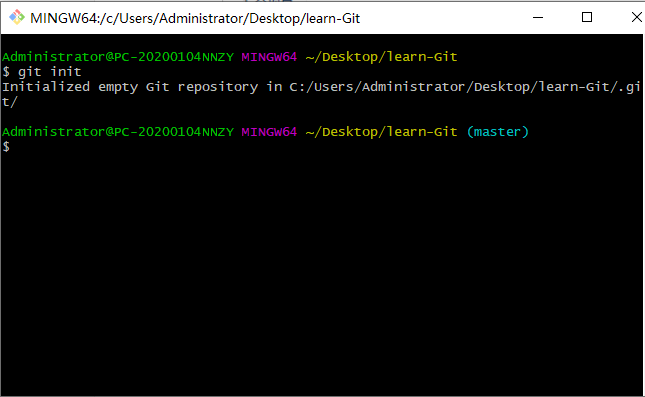 MINGW64:/c/Users/Administrator/Desktop/learn-Git
Administrator@PC-20200104NNZY MINGW64 ~/Desktop/learn-Git
$ git init
Initialized empty Git repository in C:/Users/Administrator/Desktop/learn-Git/.gi
t/
Administrator@PC-20200104NNZY MINGW64 ~/Desktop/learn-Git (master)
$